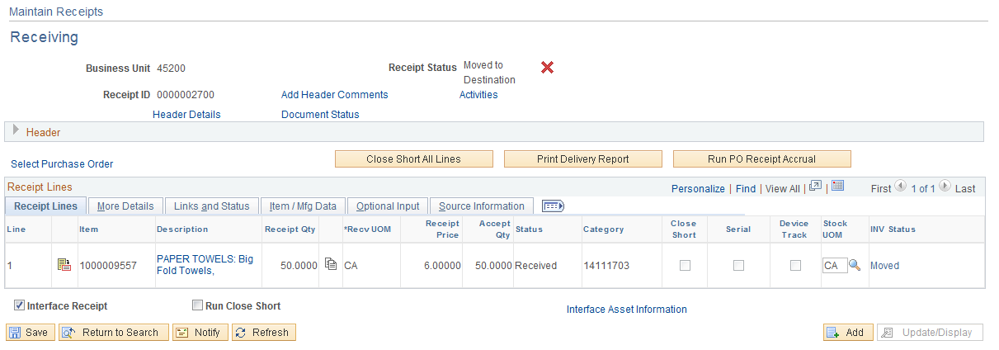 Maintain Receipts
Receiving
Business Unit 45200 Receipt Status Moved to
Destination
Receipt ID 0000002700 Add Header Comments Activities
Header Details Document Status
Header
Select Purchase Order Close Short All Lines Print Delivery Report Run PO Receipt Accrual
Receipt Lines Personalize | Find | View All | | First 1 of 1 Last
Receipt Lines More Details Links and Status Item / Mfg Data Optional Input Source Information
Line Item Description Receipt Qty *Recv UOM Receipt Price Accept Qty Status Category Close Short Serial Device Track Stock UOM INV Status
1 1000009557 PAPER TOWELS: Big Fold Towels, 50.0000 CA 6.00000 50.0000 Received 14111703 CA Moved
Interface Receipt Run Close Short Interface Asset Information
Save Return to Search Notify Refresh Add Update/Display